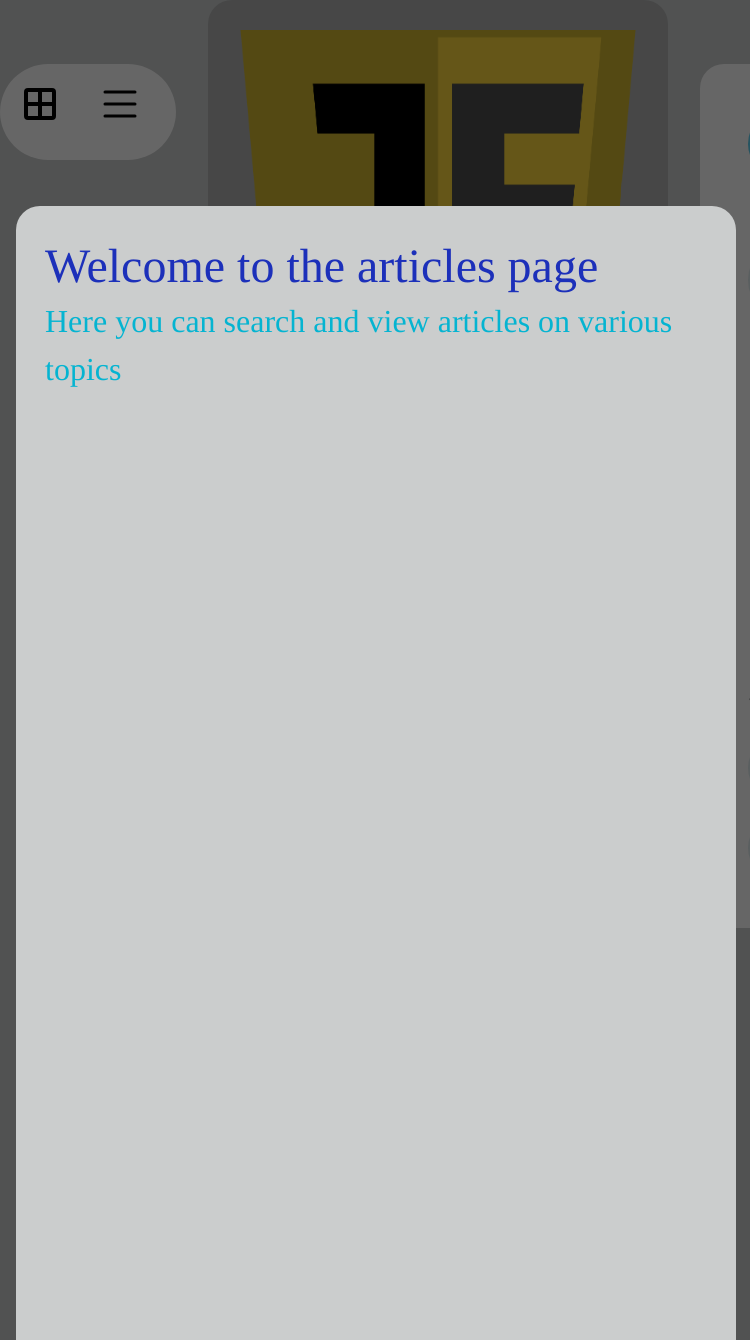 Welcome to the articles page
Here you can search and view articles on various
topics